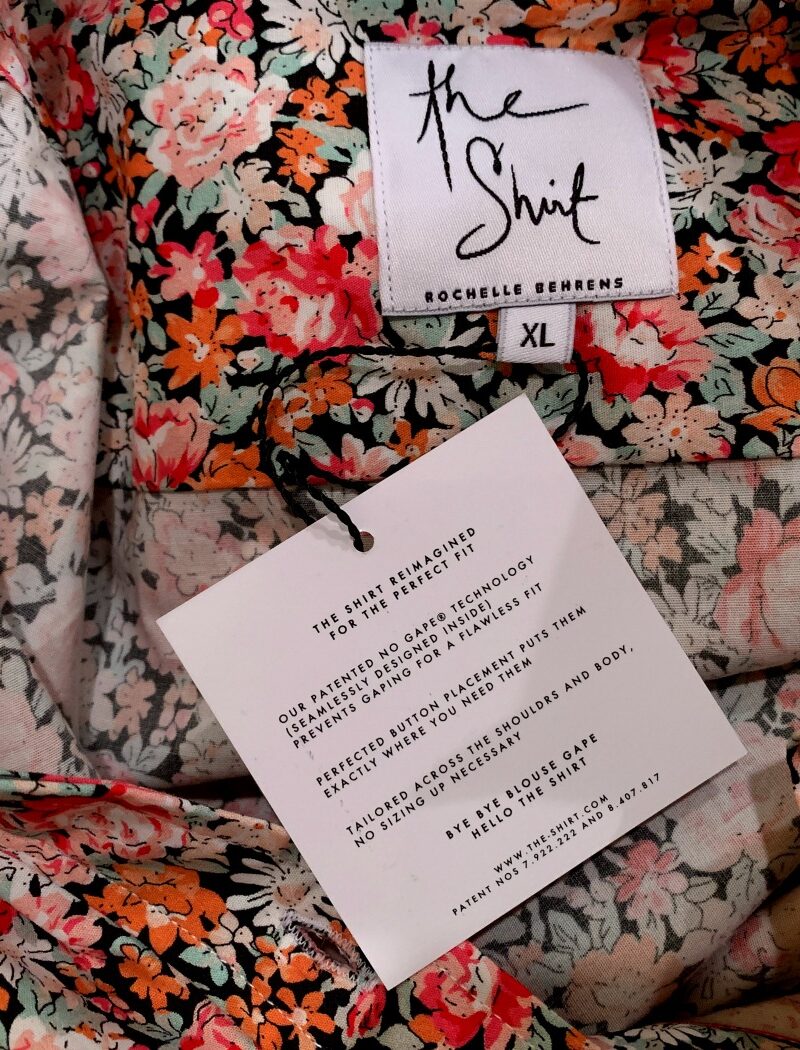 the
Shirt
ROCHELLE BEHRENS
XL
THE SHIRT REIMAGINED
FOR THE PERFECT FIT
OUR PATENTED NO GAPE® TECHNOLOGY
(SEAMLESSLY DESIGNED INSIDE)
PREVENTS GAPING FOR A FLAWLESS FIT
PERFECTED BUTTON PLACEMENT PUTS THEM
EXACTLY WHERE YOU NEED THEM
TAILORED ACROSS THE SHOULDRS AND BODY,
NO SIZING UP NECESSARY
BYE BYE BLOUSE GAPE
HELLO THE SHIRT
WWW.THE-SHIRT.COM
PATENT NOS 7.922.222 AND 8.407.817